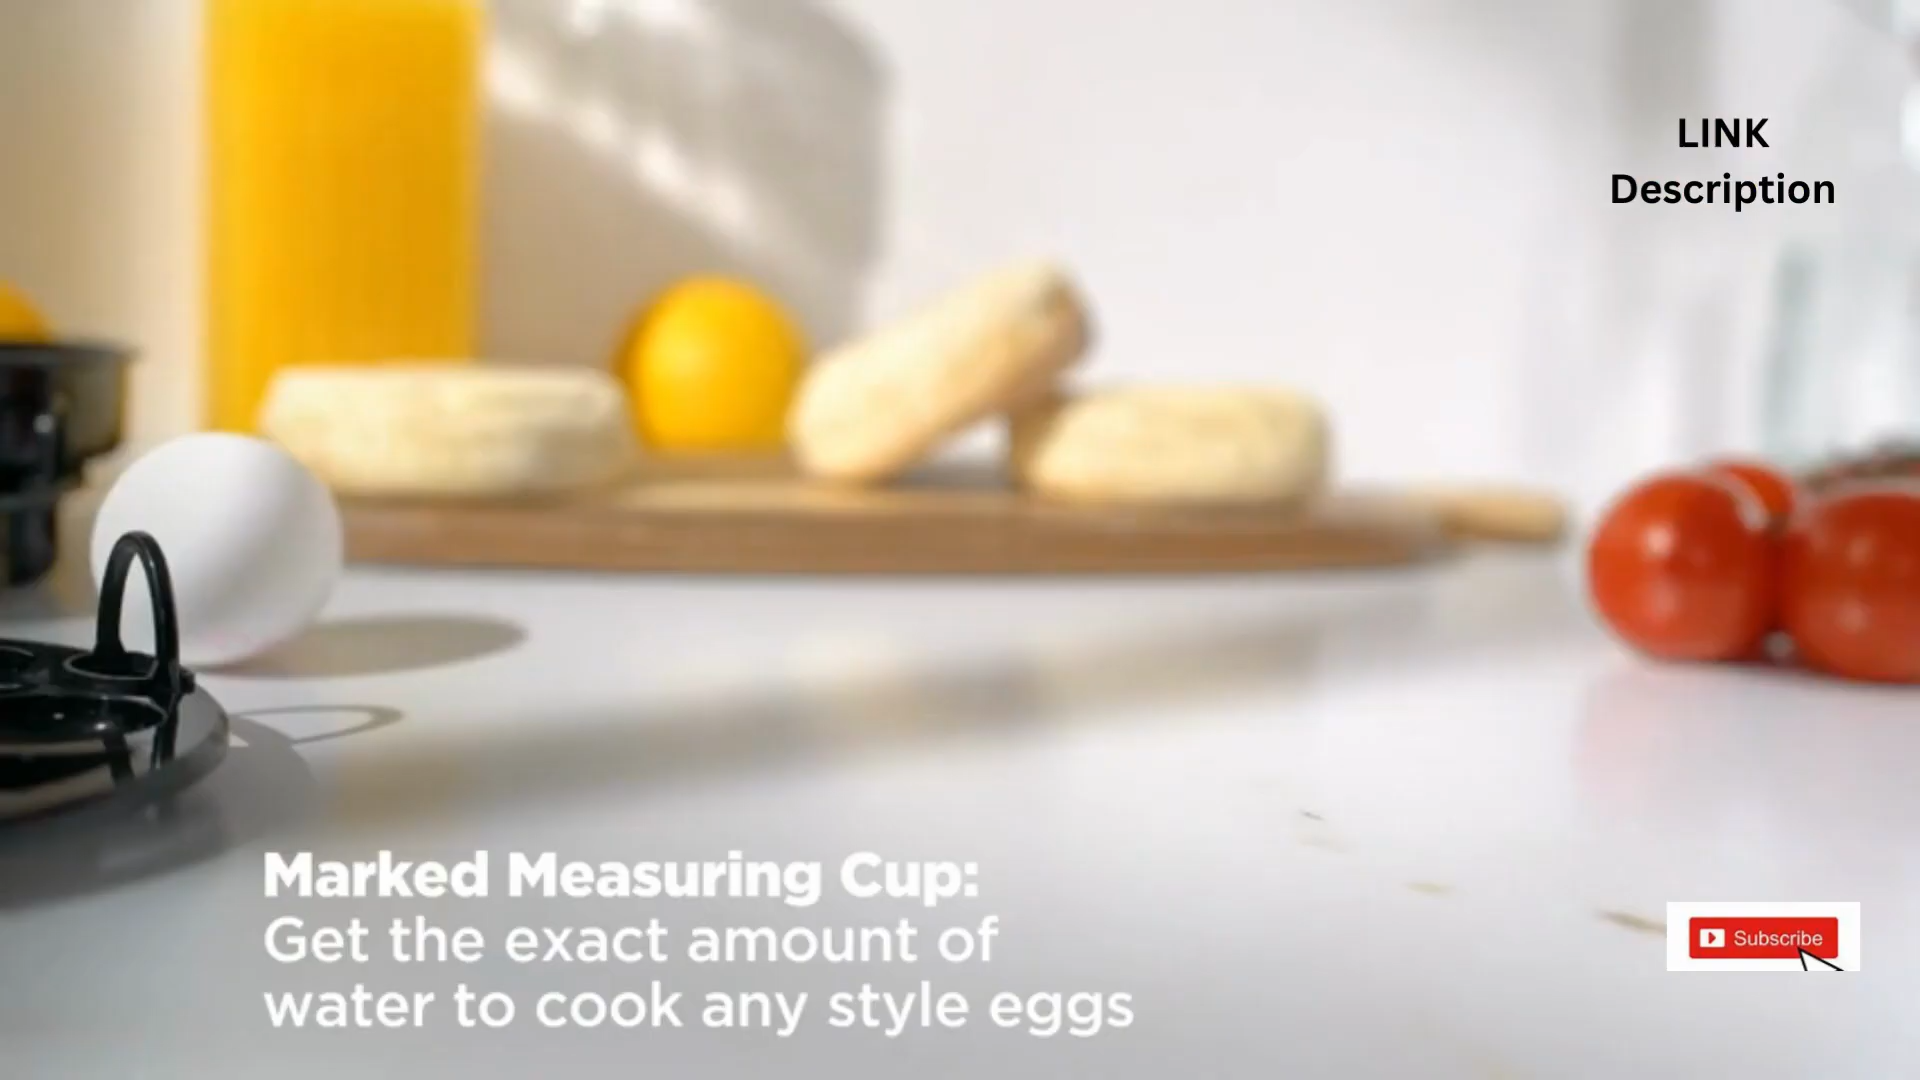 LINK
Description
Marked Measuring Cup:
Get the exact amount of
water to cook any style eggs
Subscribe